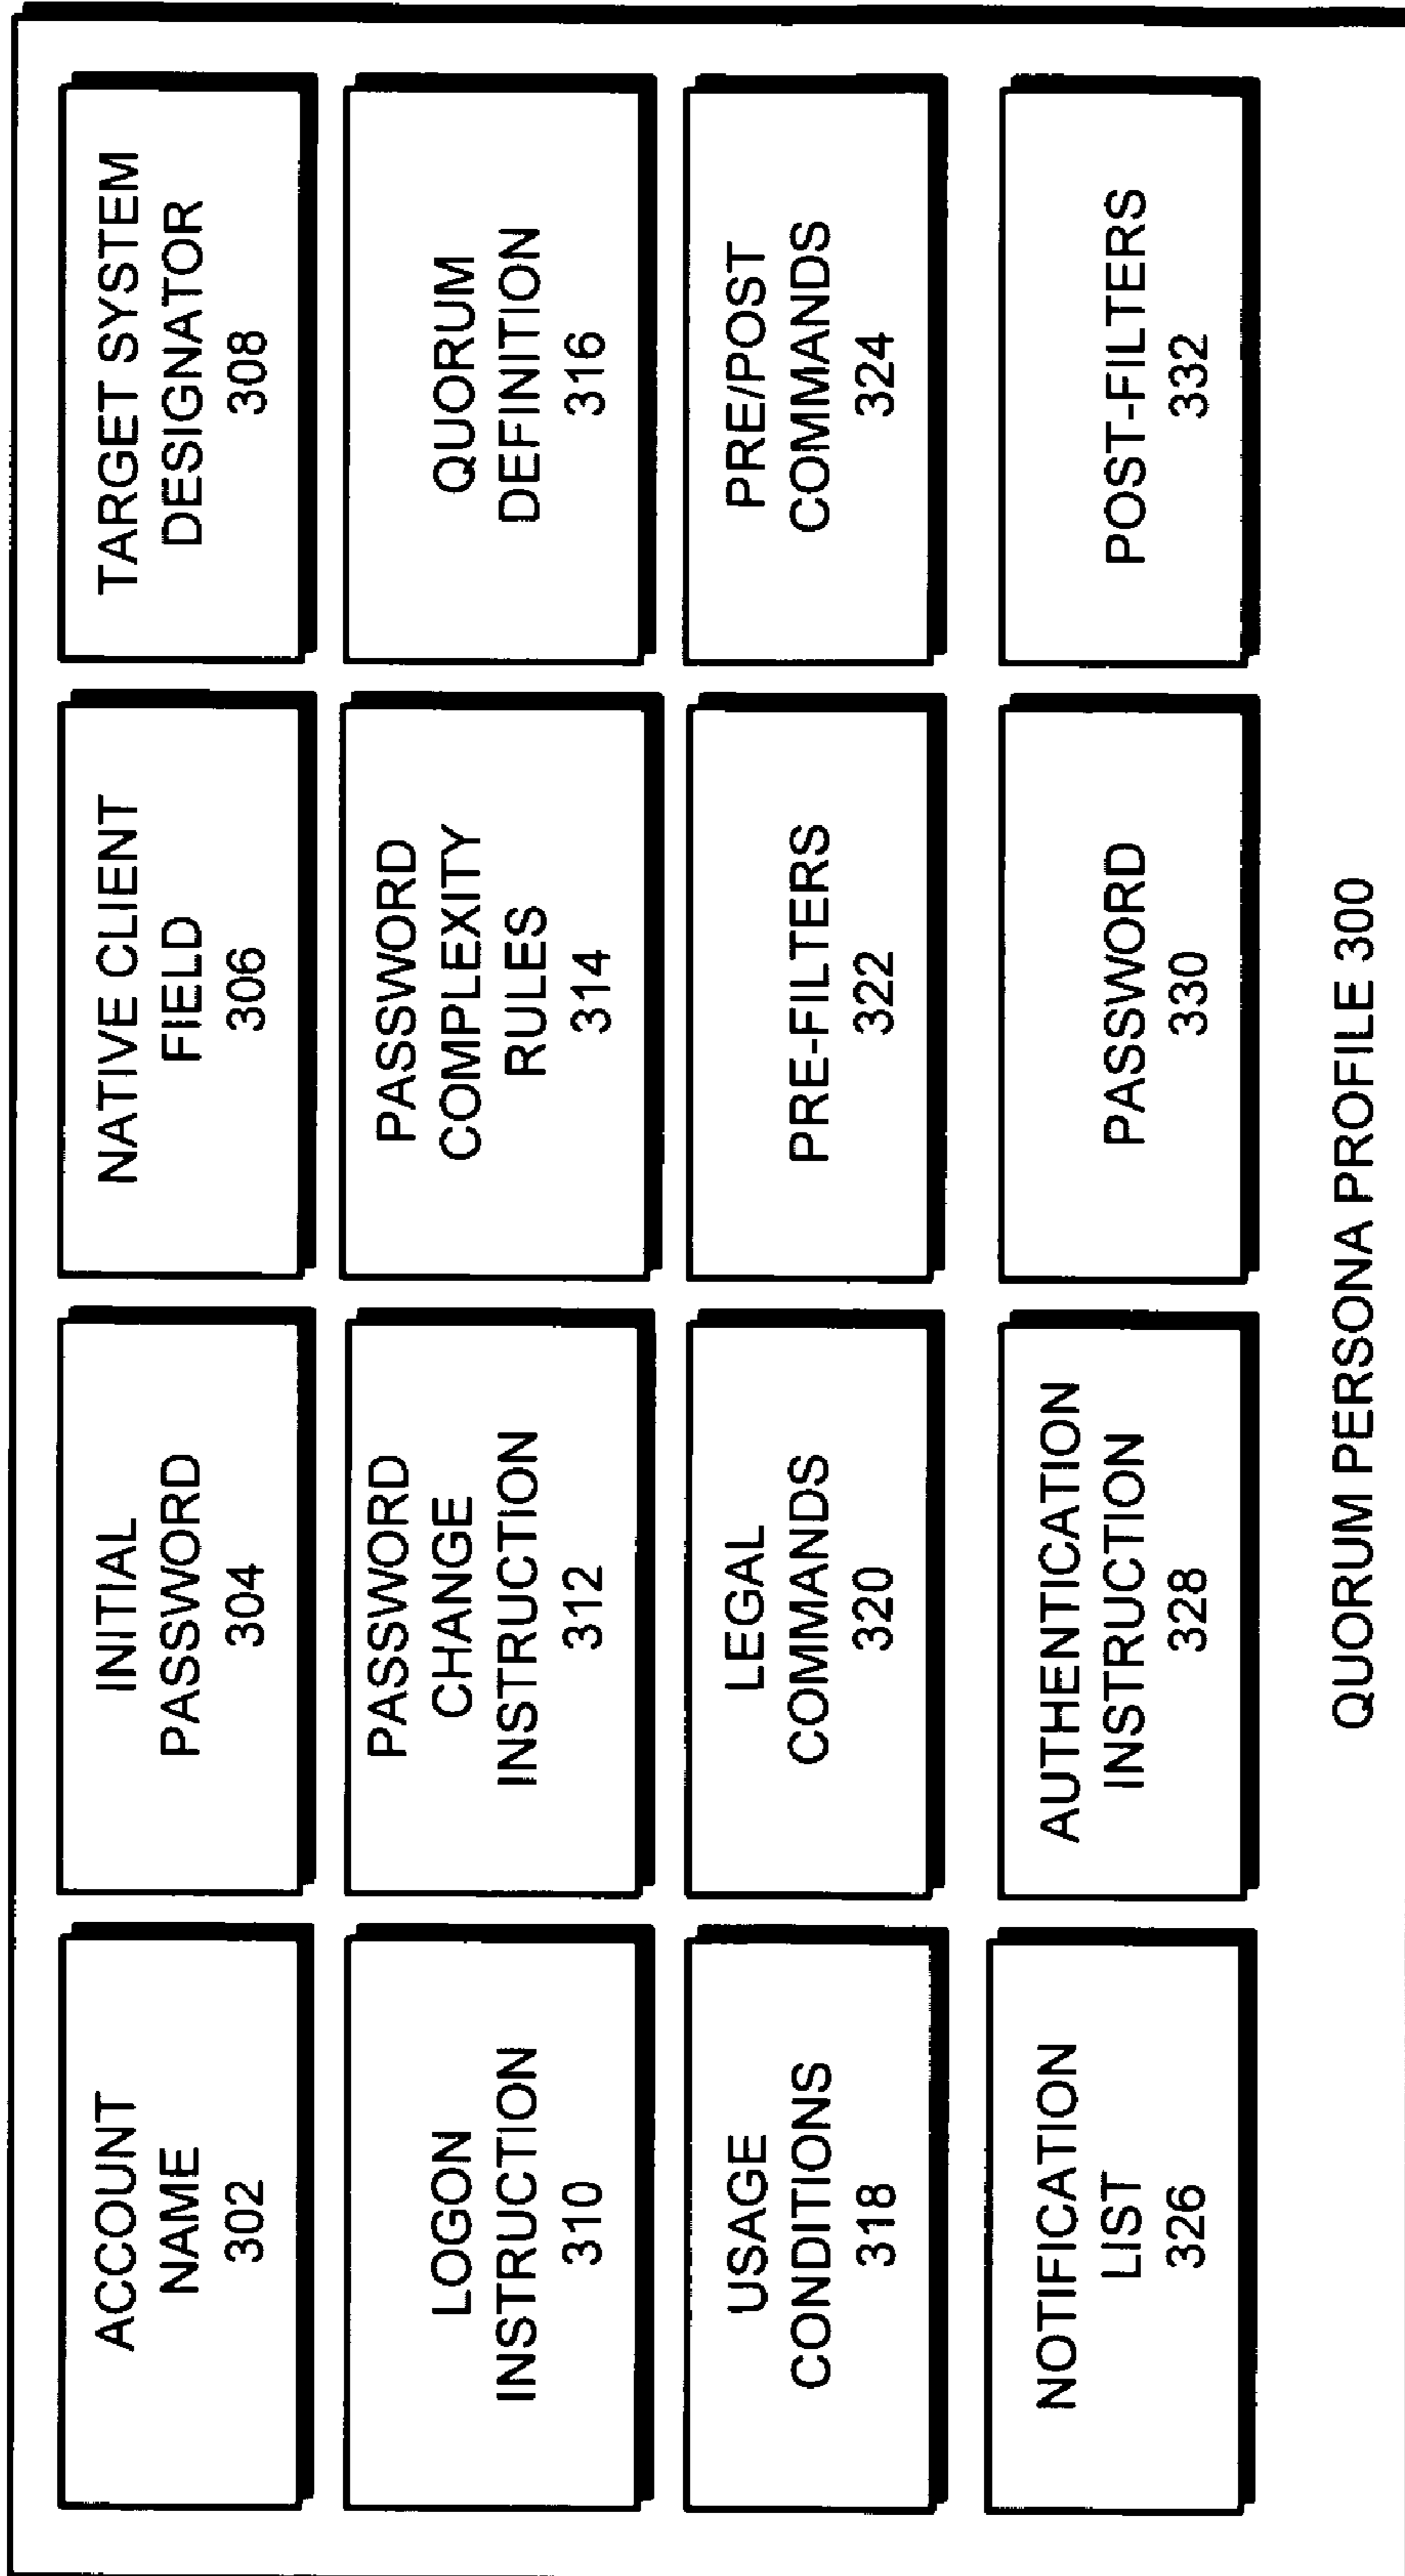 ACCOUNT
NAME
302
INITIAL
PASSWORD
304
NATIVE CLIENT
FIELD
306
TARGET SYSTEM
DESIGNATOR
308
LOGON
INSTRUCTION
310
PASSWORD
CHANGE
INSTRUCTION
312
PASSWORD
COMPLEXITY
RULES
314
QUORUM
DEFINITION
316
USAGE
CONDITIONS
318
LEGAL
COMMANDS
320
PRE-FILTERS
322
PRE/POST
COMMANDS
324
NOTIFICATION
LIST
326
AUTHENTICATION
INSTRUCTION
328
PASSWORD
330
POST-FILTERS
332
QUORUM PERSONA PROFILE 300